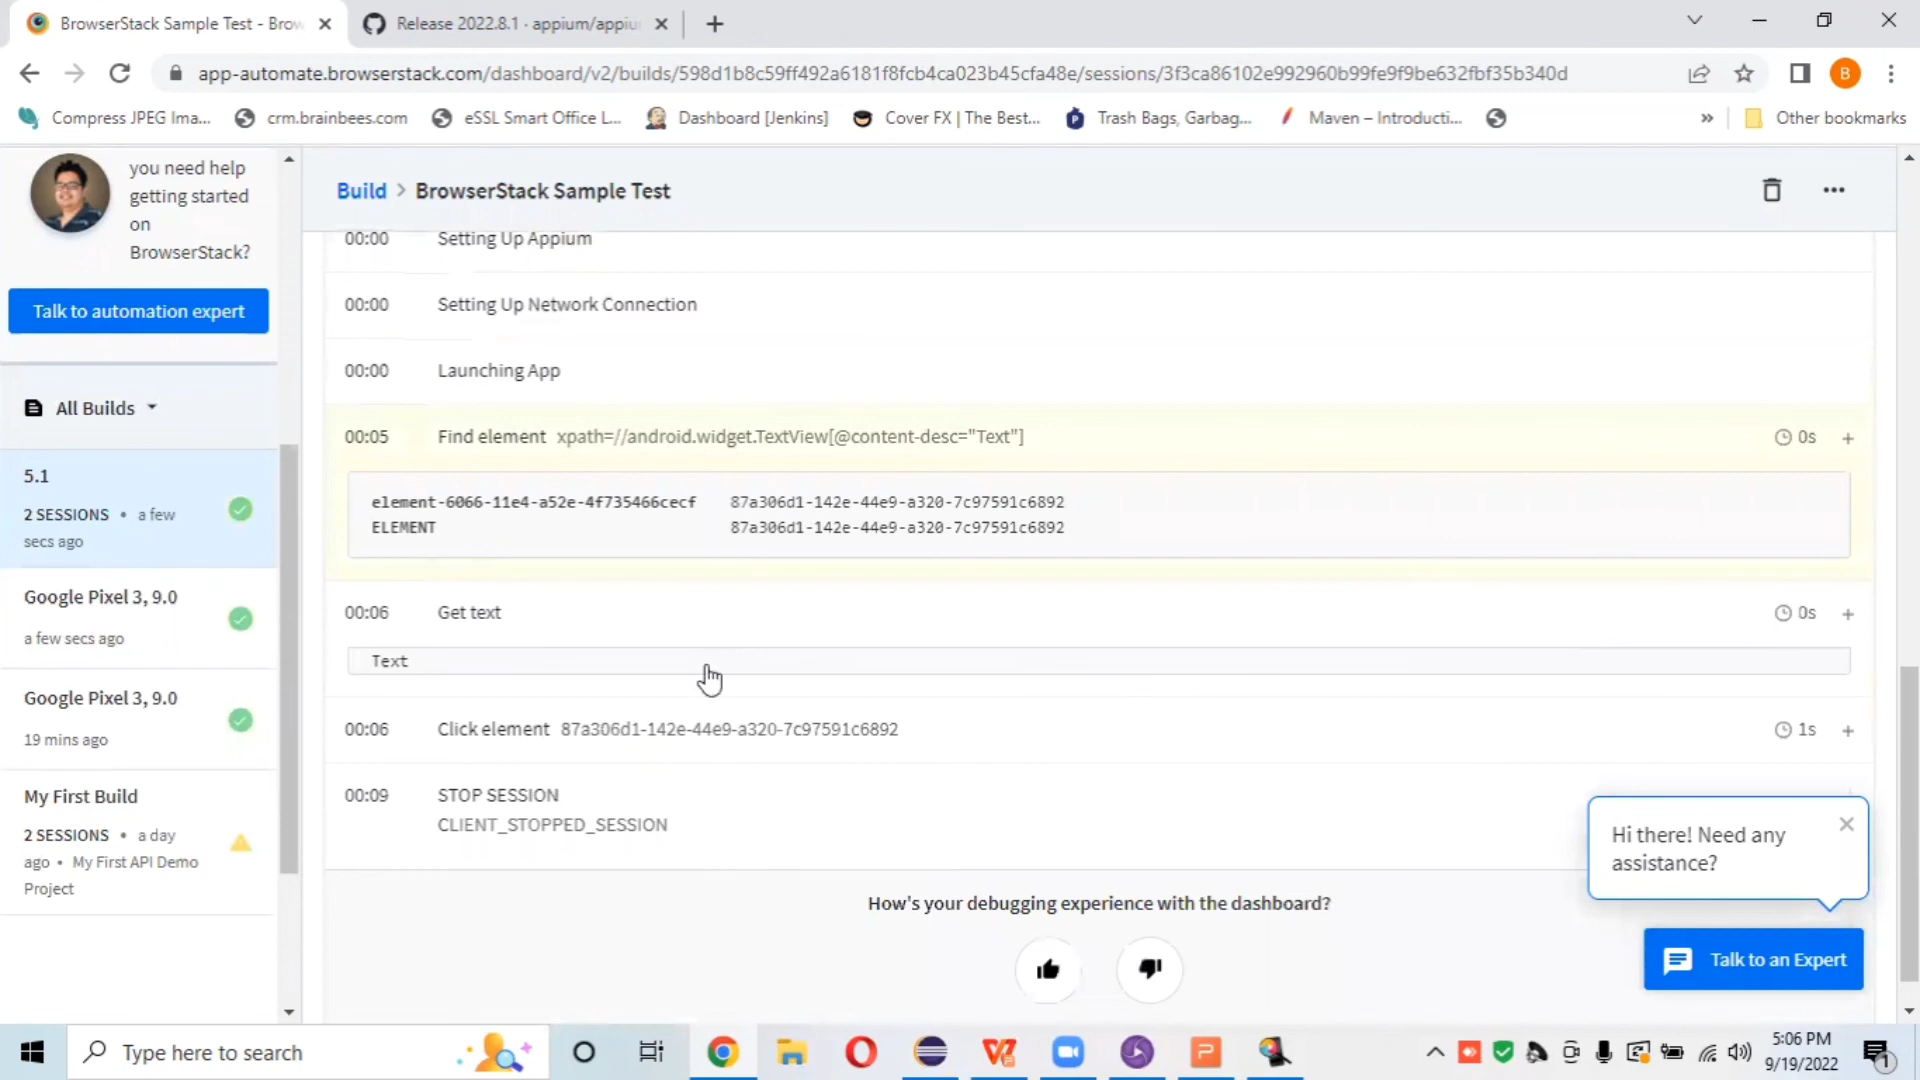 BrowserStack Sample Test - Brow
Release 2022.8.1 · appium/appiu
app-automate.browserstack.com/dashboard/v2/builds/598d1b8c59ff492a6181f8fcb4ca023b45cfa48e/sessions/3f3ca86102e992960b99fe9f9be632fbf35b340d
B
Compress JPEG Ima...
crm.brainbees.com
eSSL Smart Office L...
Dashboard [Jenkins]
Cover FX | The Best...
Trash Bags, Garbag...
Maven – Introducti...
»
Other bookmarks
you need help
getting started
on
BrowserStack?
Talk to automation expert
All Builds
5.1
2 SESSIONS • a few
secs ago
Google Pixel 3, 9.0
a few secs ago
Google Pixel 3, 9.0
19 mins ago
My First Build
2 SESSIONS • a day
ago • My First API Demo
Project
Build > BrowserStack Sample Test
00:00 Setting Up Appium
00:00 Setting Up Network Connection
00:00 Launching App
00:05 Find element xpath=//android.widget.TextView[@content-desc="Text"] 0s +
element-6066-11e4-a52e-4f735466cecf 87a306d1-142e-44e9-a320-7c97591c6892
ELEMENT 87a306d1-142e-44e9-a320-7c97591c6892
00:06 Get text 0s +
Text
00:06 Click element 87a306d1-142e-44e9-a320-7c97591c6892 1s +
00:09 STOP SESSION
CLIENT_STOPPED_SESSION
How's your debugging experience with the dashboard?
Hi there! Need any
assistance?
Talk to an Expert
Type here to search
5:06 PM
9/19/2022
1